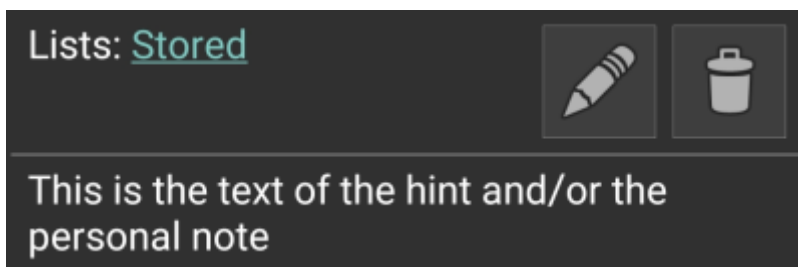 Lists: Stored
This is the text of the hint and/or the
personal note